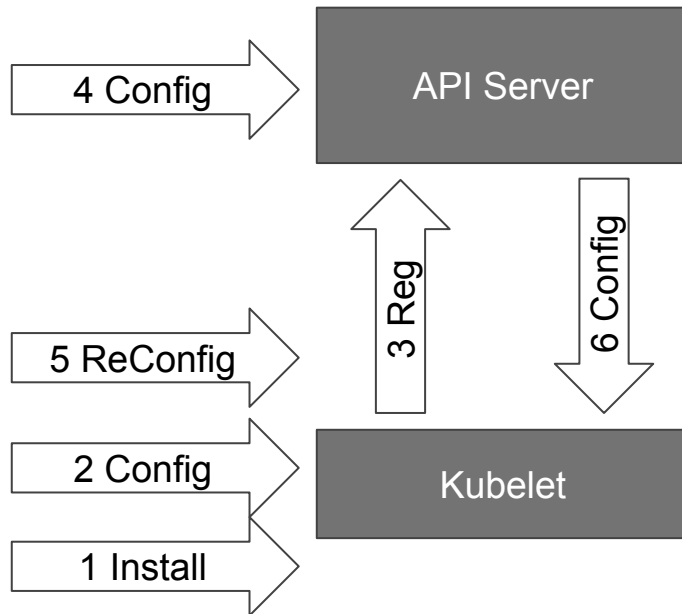 4 Config
API Server
3 Reg
6 Config
5 ReConfig
2 Config
Kubelet
1 Install